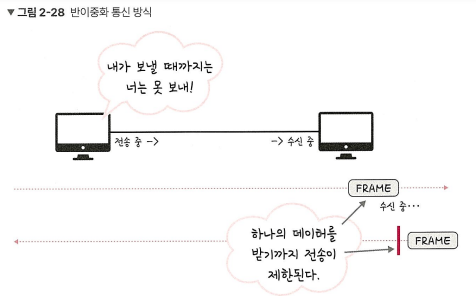 ▼ 그림 2-28 반이중화 통신 방식
내가 보낼 때까지는
너는 못 보내!
전송 중 ->
-> 수신 중
FRAME
수신 중···
하나의 데이터를
받기까지 전송이
제한된다.
FRAME